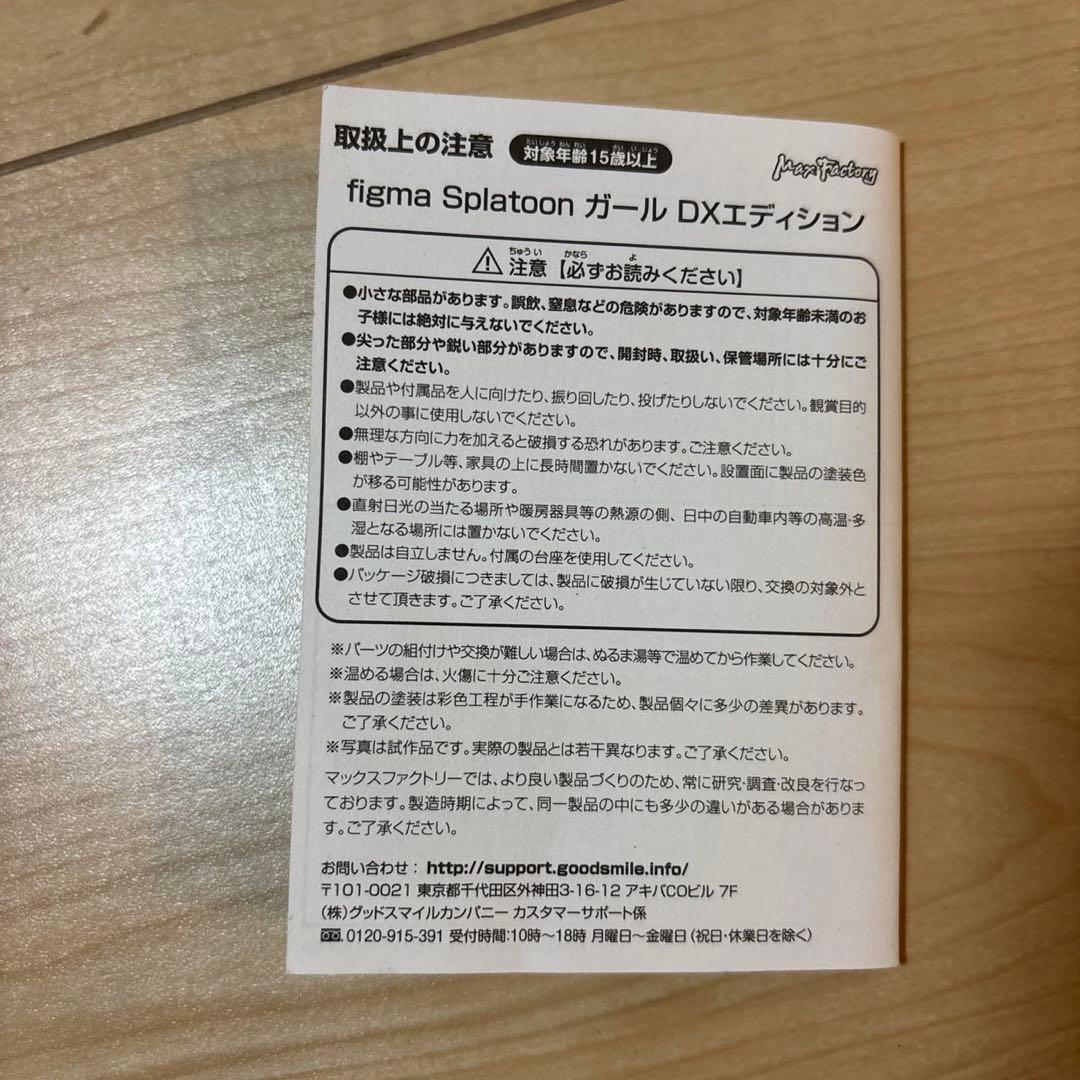 取扱上の注意 対象年齢15歳以上
たいしょうねんれい さいいじょう
Max Factory
figma Splatoon ガール DXエディション
ちゅうい かなら よ
⚠ 注意【必ずお読みください】
●小さな部品があります。誤飲、窒息などの危険がありますので、対象年齢未満のお
子様には絶対に与えないでください。
●尖った部分や鋭い部分がありますので、開封時、取扱い、保管場所には十分にご
注意ください。
●製品や付属品を人に向けたり、振り回したり、投げたりしないでください。観賞目的
以外の事に使用しないでください。
●無理な方向に力を加えると破損する恐れがあります。ご注意ください。
●棚やテーブル等、家具の上に長時間置かないでください。設置面に製品の塗装色
が移る可能性があります。
●直射日光の当たる場所や暖房器具等の熱源の側、日中の自動車内等の高温・多
湿となる場所には置かないでください。
●製品は自立しません。付属の台座を使用してください。
●パッケージ破損につきましては、製品に破損が生じていない限り、交換の対象外と
させて頂きます。ご了承ください。
※パーツの組付けや交換が難しい場合は、ぬるま湯等で温めてから作業してください。
※温める場合は、火傷に十分ご注意ください。
※製品の塗装は彩色工程が手作業になるため、製品個々に多少の差異があります。
ご了承ください。
※写真は試作品です。実際の製品とは若干異なります。ご了承ください。
マックスファクトリーでは、より良い製品づくりのため、常に研究・調査・改良を行なっ
ております。製造時期によって、同一製品の中にも多少の違いがある場合がありま
す。ご了承ください。
お問い合わせ：http://support.goodsmile.info/
〒101-0021 東京都千代田区外神田3-16-12 アキバCOビル 7F
（株）グッドスマイルカンパニー カスタマーサポート係
0120-915-391 受付時間：10時〜18時 月曜日〜金曜日（祝日・休業日を除く）